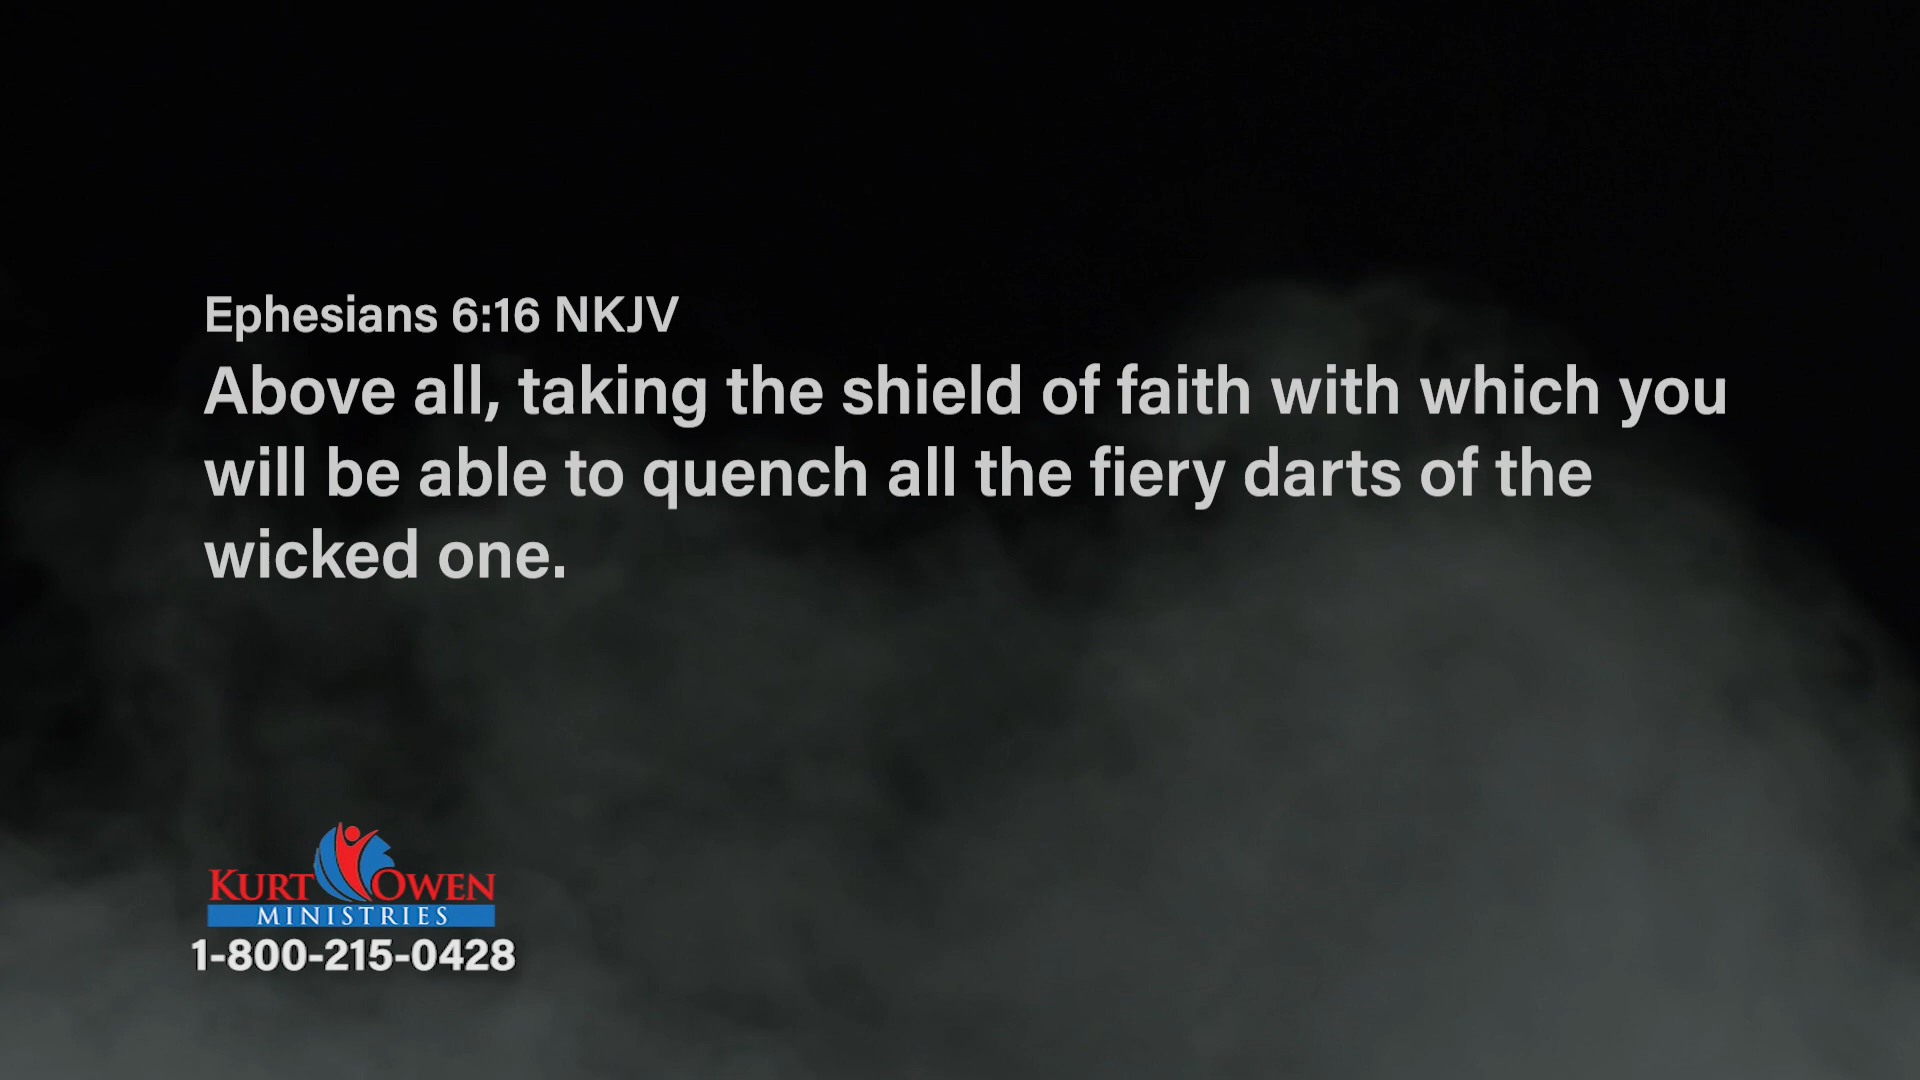 Ephesians 6:16 NKJV
Above all, taking the shield of faith with which you
will be able to quench all the fiery darts of the
wicked one.
KURT OWEN
MINISTRIES
1-800-215-0428